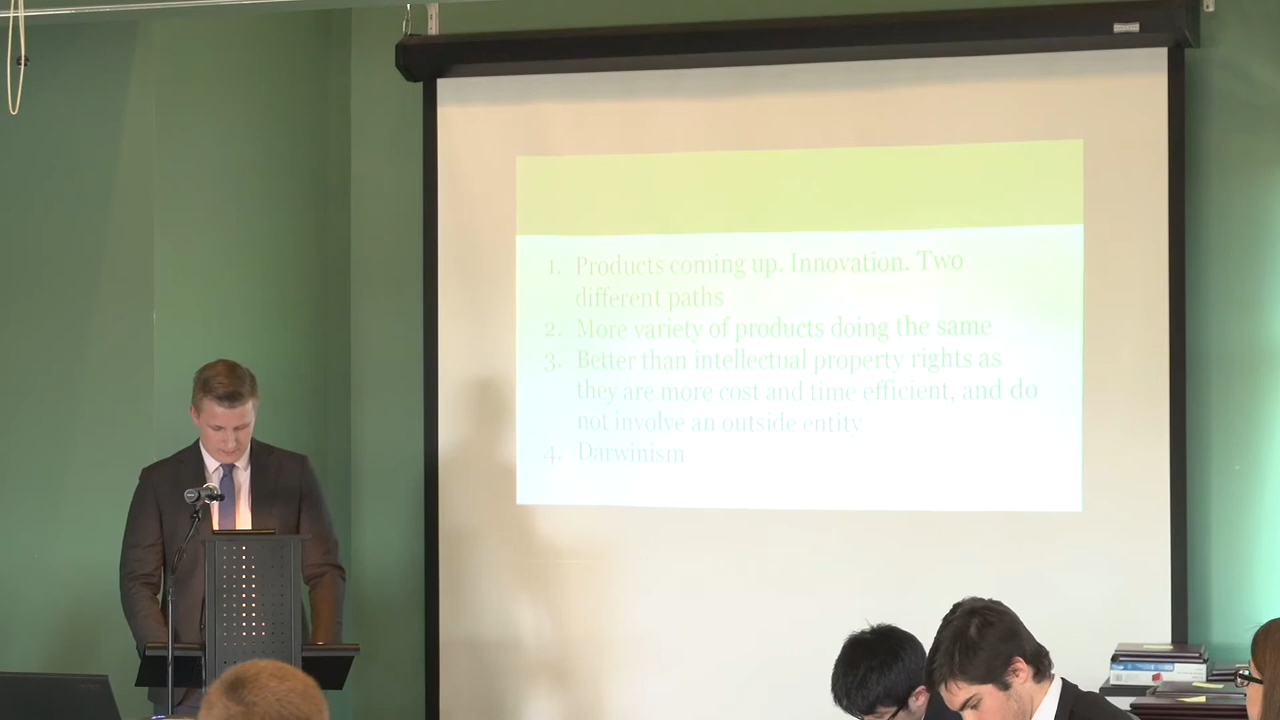 1. Products coming up. Innovation. Two
different paths
2. More variety of products doing the same
3. Better than intellectual property rights as
they are more cost and time efficient, and do
not involve an outside entity
4. Darwinism